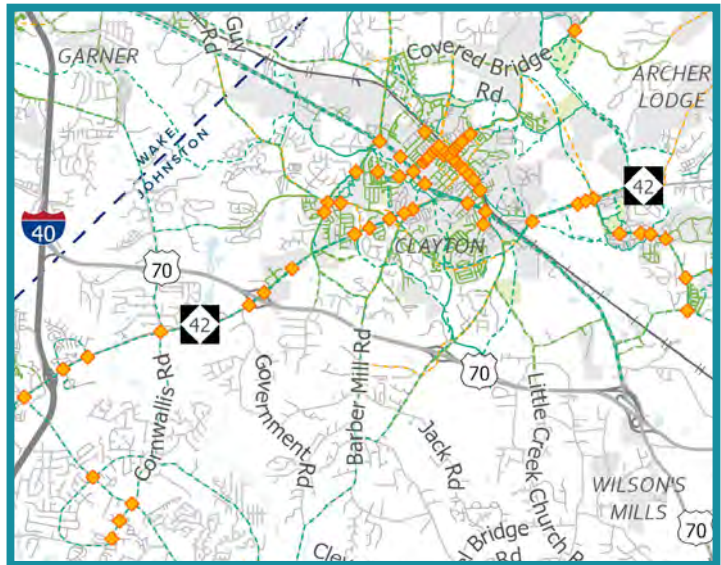 GARNER
Guy
Rd
Covered Bridge
Rd
ARCHER
LODGE
WAKE
JOHNSTON
42
40
CLAYTON
70
42
70
Cornwallis Rd
Government Rd
Barber Mill Rd
Jack Rd
Little Creek Church R
WILSON'S
MILLS
70
l Bridge
Rd
Clev